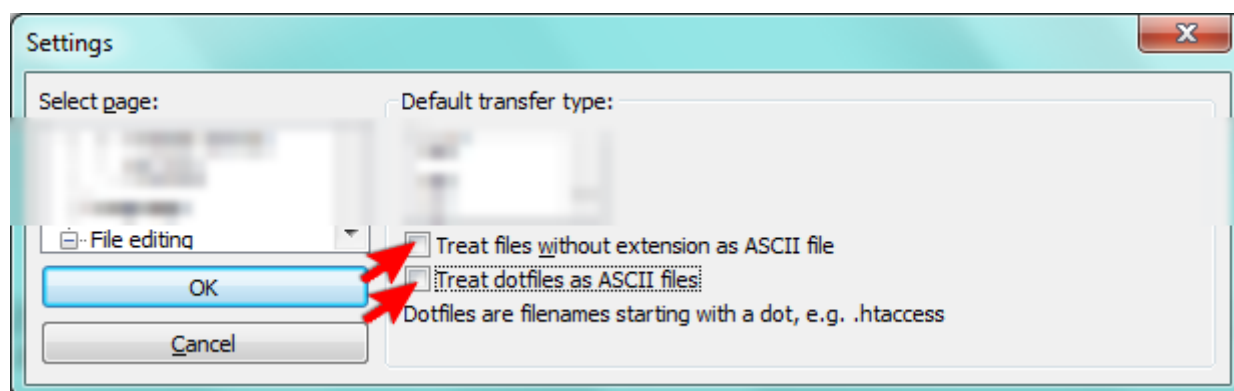 Settings
Select page:
Default transfer type:
File editing
Treat files without extension as ASCII file
OK
Treat dotfiles as ASCII files
Dotfiles are filenames starting with a dot, e.g. .htaccess
Cancel